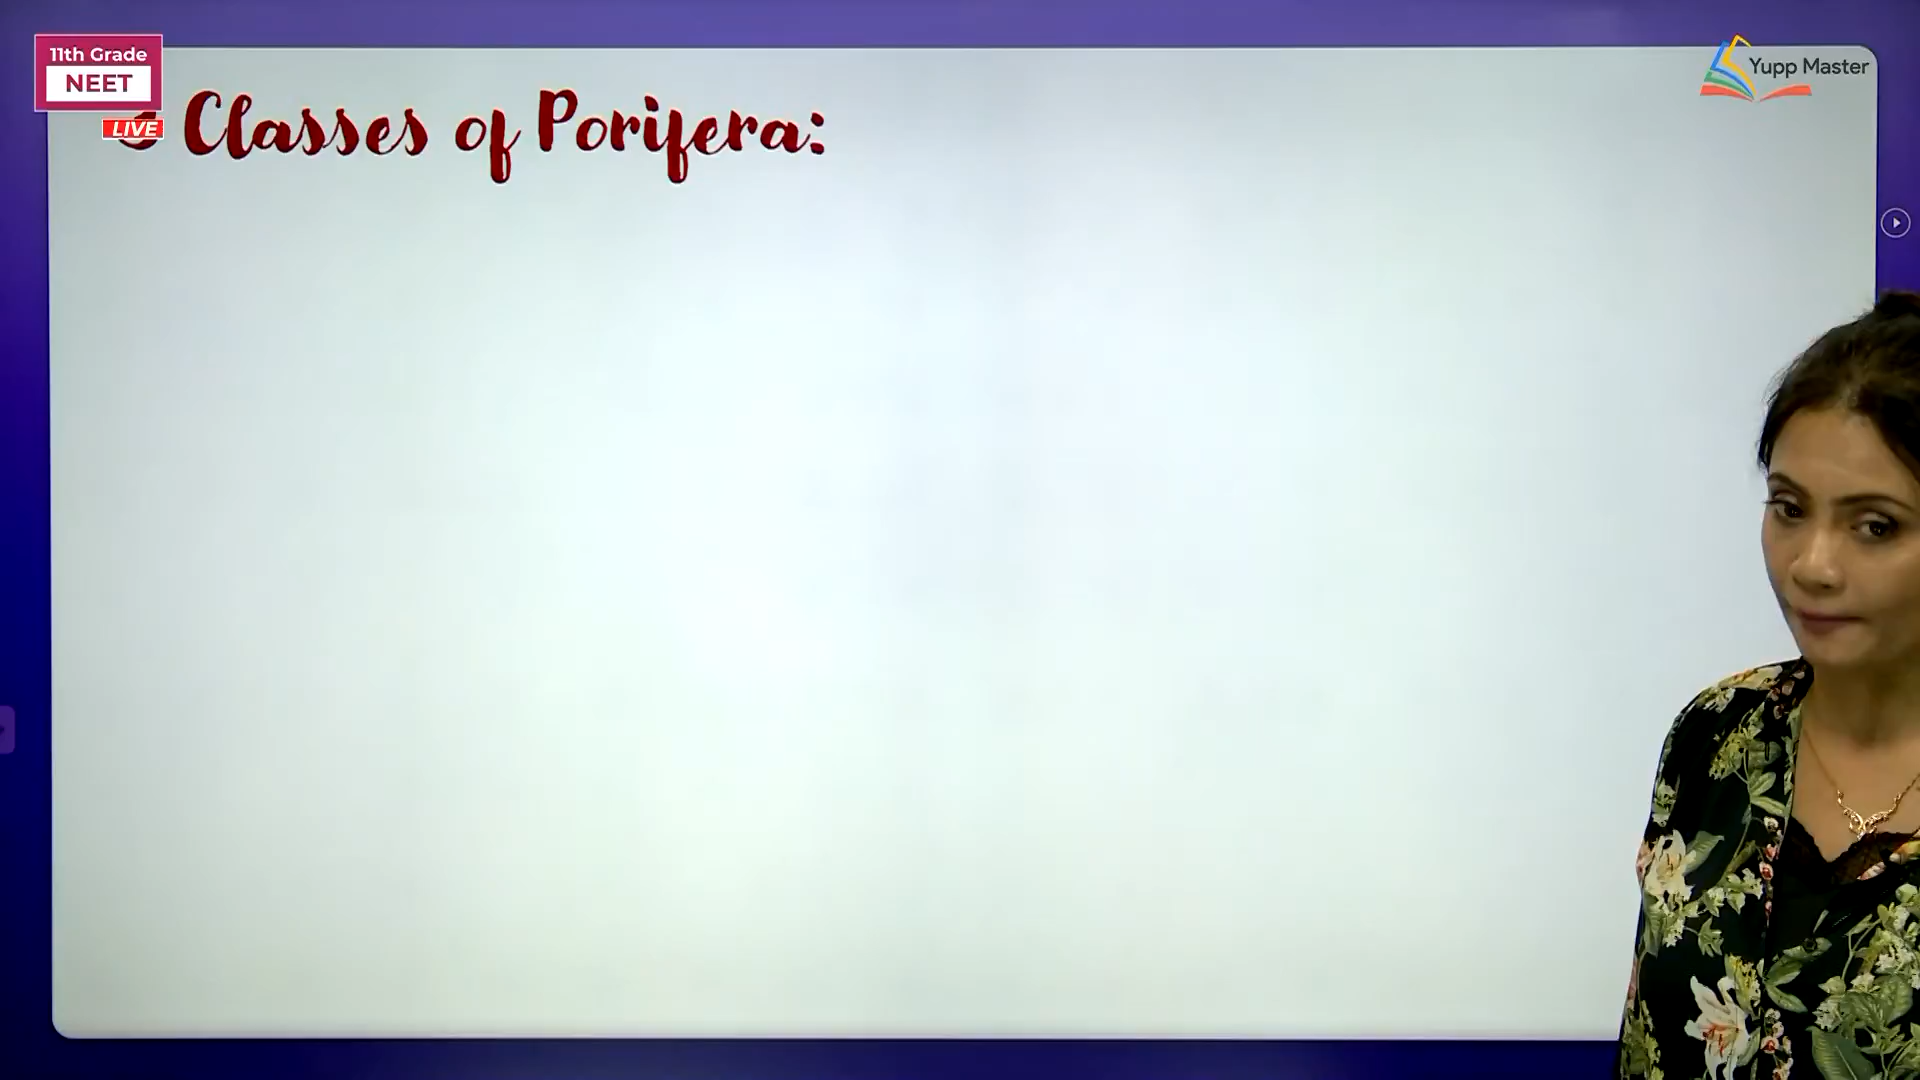 11th Grade
NEET
LIVE
Classes of Porifera:
Yupp Master